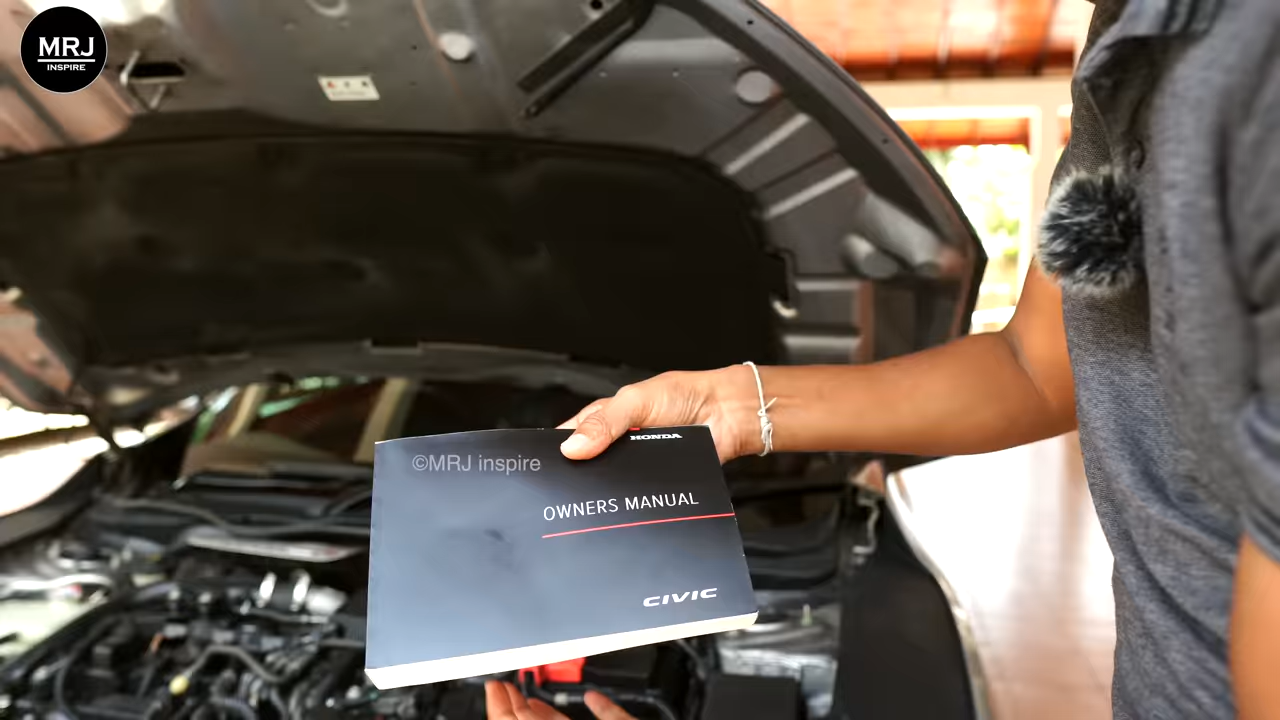 MRJ
INSPIRE
HONDA
©MRJ inspire
OWNERS MANUAL
CIVIC